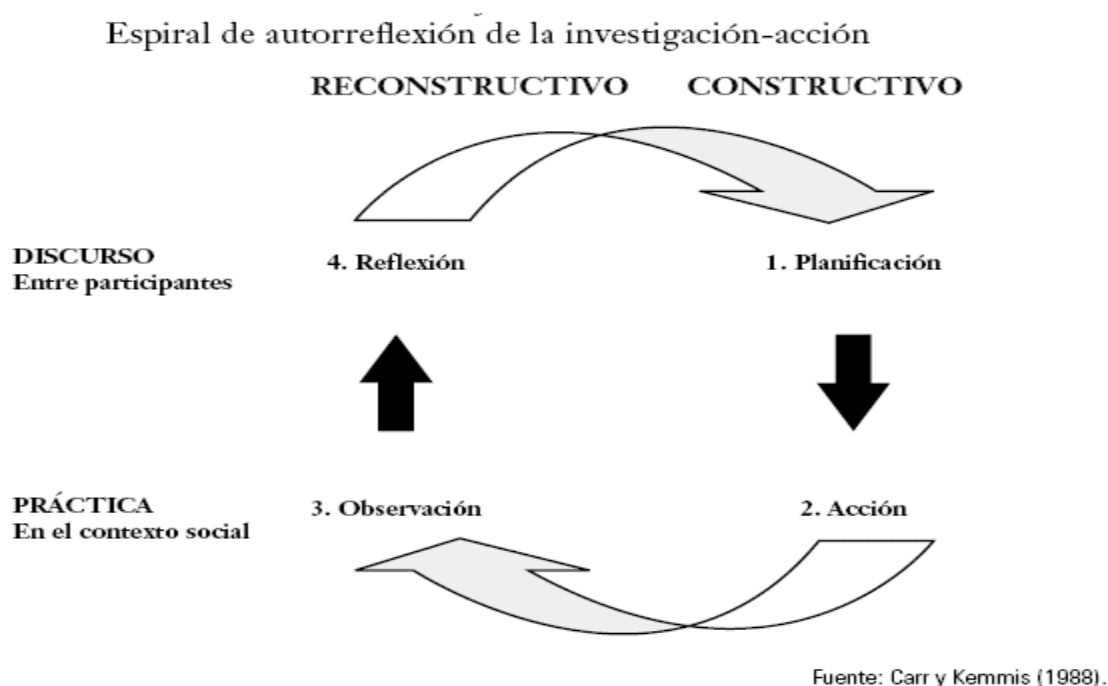 Espiral de autorreflexión de la investigación-acción
RECONSTRUCTIVO CONSTRUCTIVO
DISCURSO
Entre participantes
4. Reflexión
1. Planificación
PRÁCTICA
En el contexto social
3. Observación
2. Acción
Fuente: Carr y Kemmis (1988).